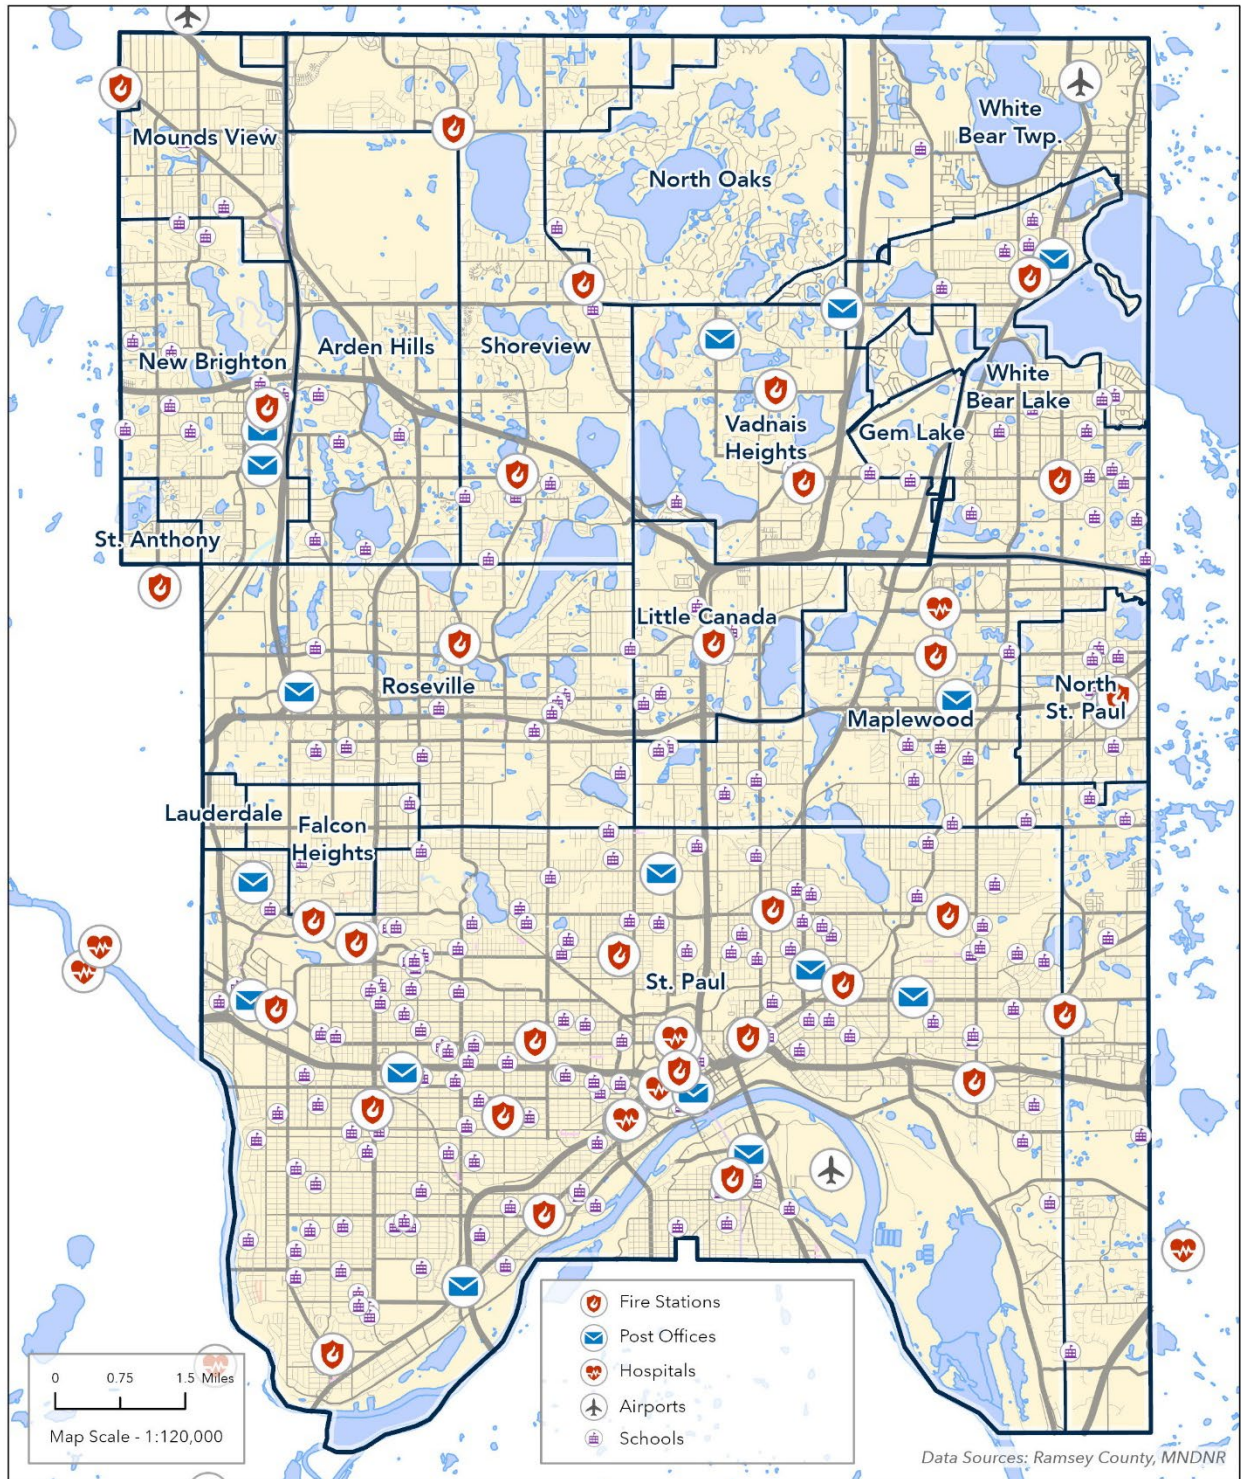 White
Bear Twp.
Mounds View
North Oaks
New Brighton
Arden Hills
Shoreview
White
Bear Lake
Vadnais
Heights
Gem Lake
St. Anthony
Little Canada
Roseville
North
St. Paul
Maplewood
Lauderdale
Falcon
Heights
St. Paul
Fire Stations
Post Offices
Hospitals
Airports
Schools
0 0.75 1.5 Miles
Map Scale - 1:120,000
Data Sources: Ramsey County, MNDNR